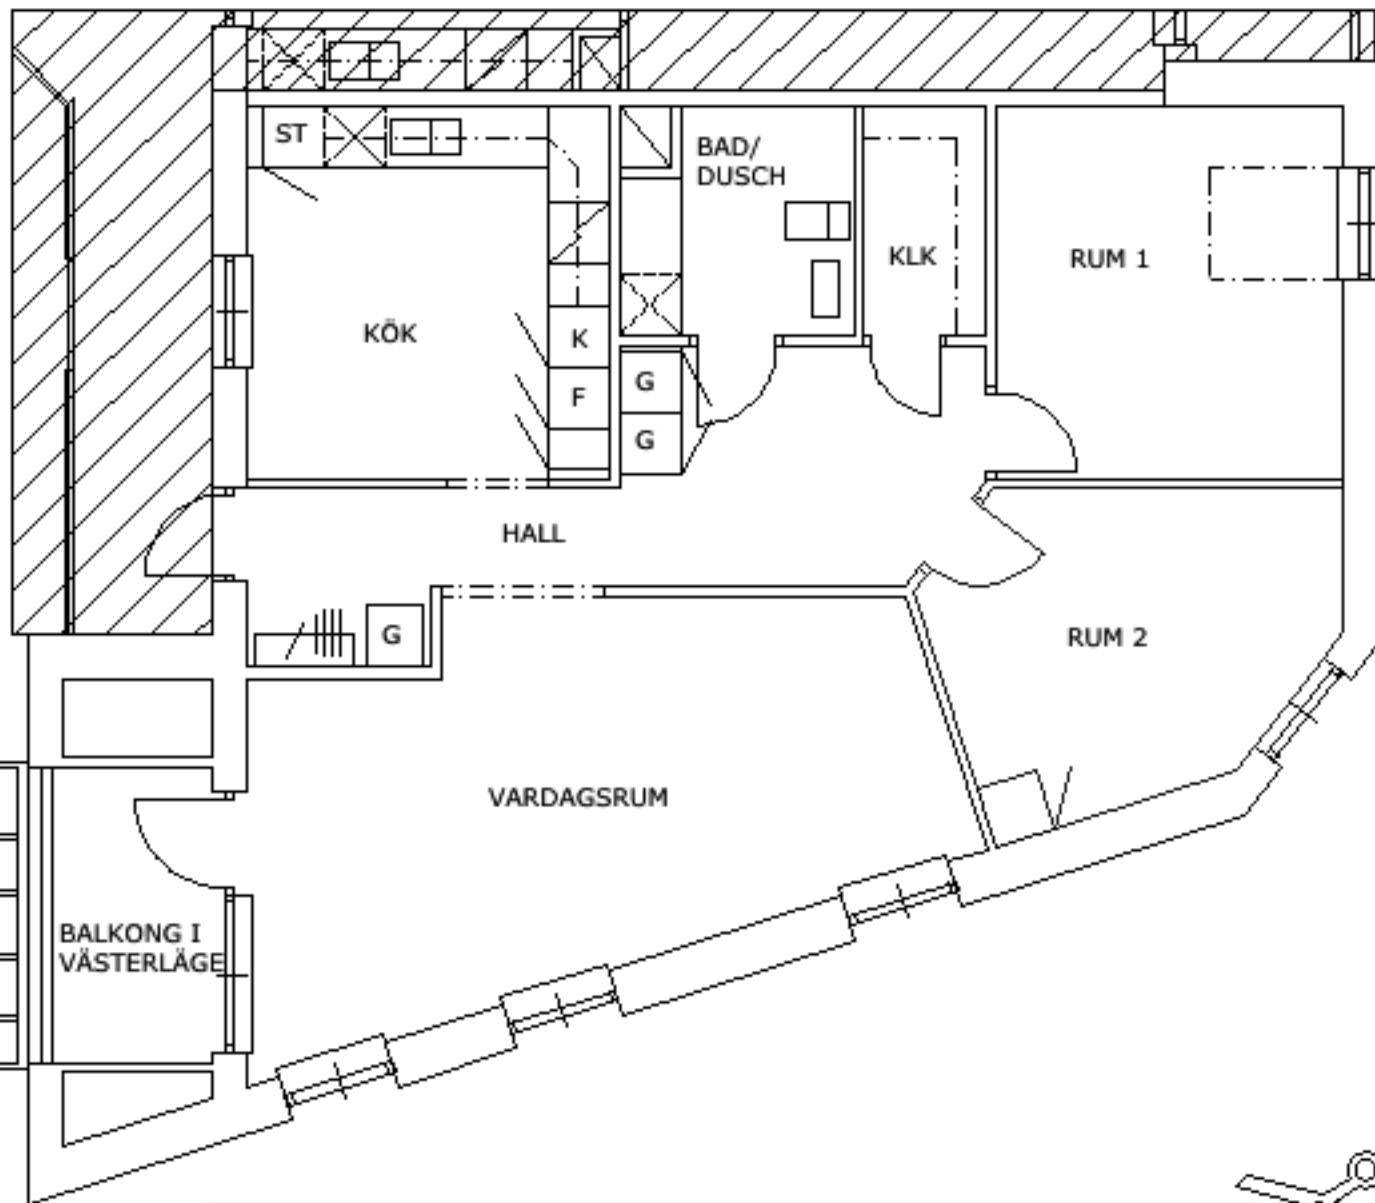 ST
BAD/
DUSCH
KLK
RUM 1
KÖK
K
F
G
G
HALL
G
RUM 2
VARDAGSRUM
BALKONG I
VÄSTERLÄGE